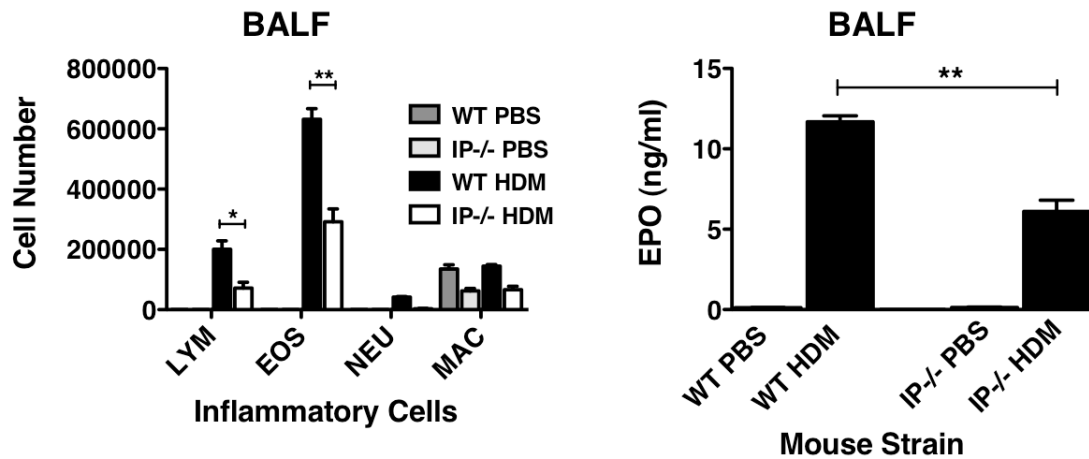 BALF
800000
600000
400000
200000
0
Cell Number
**
*
WT PBS
IP-/- PBS
WT HDM
IP-/- HDM
LYM
EOS
NEU
MAC
Inflammatory Cells
BALF
15
10
5
0
EPO (ng/ml)
**
WT PBS
WT HDM
IP-/- PBS
IP-/- HDM
Mouse Strain